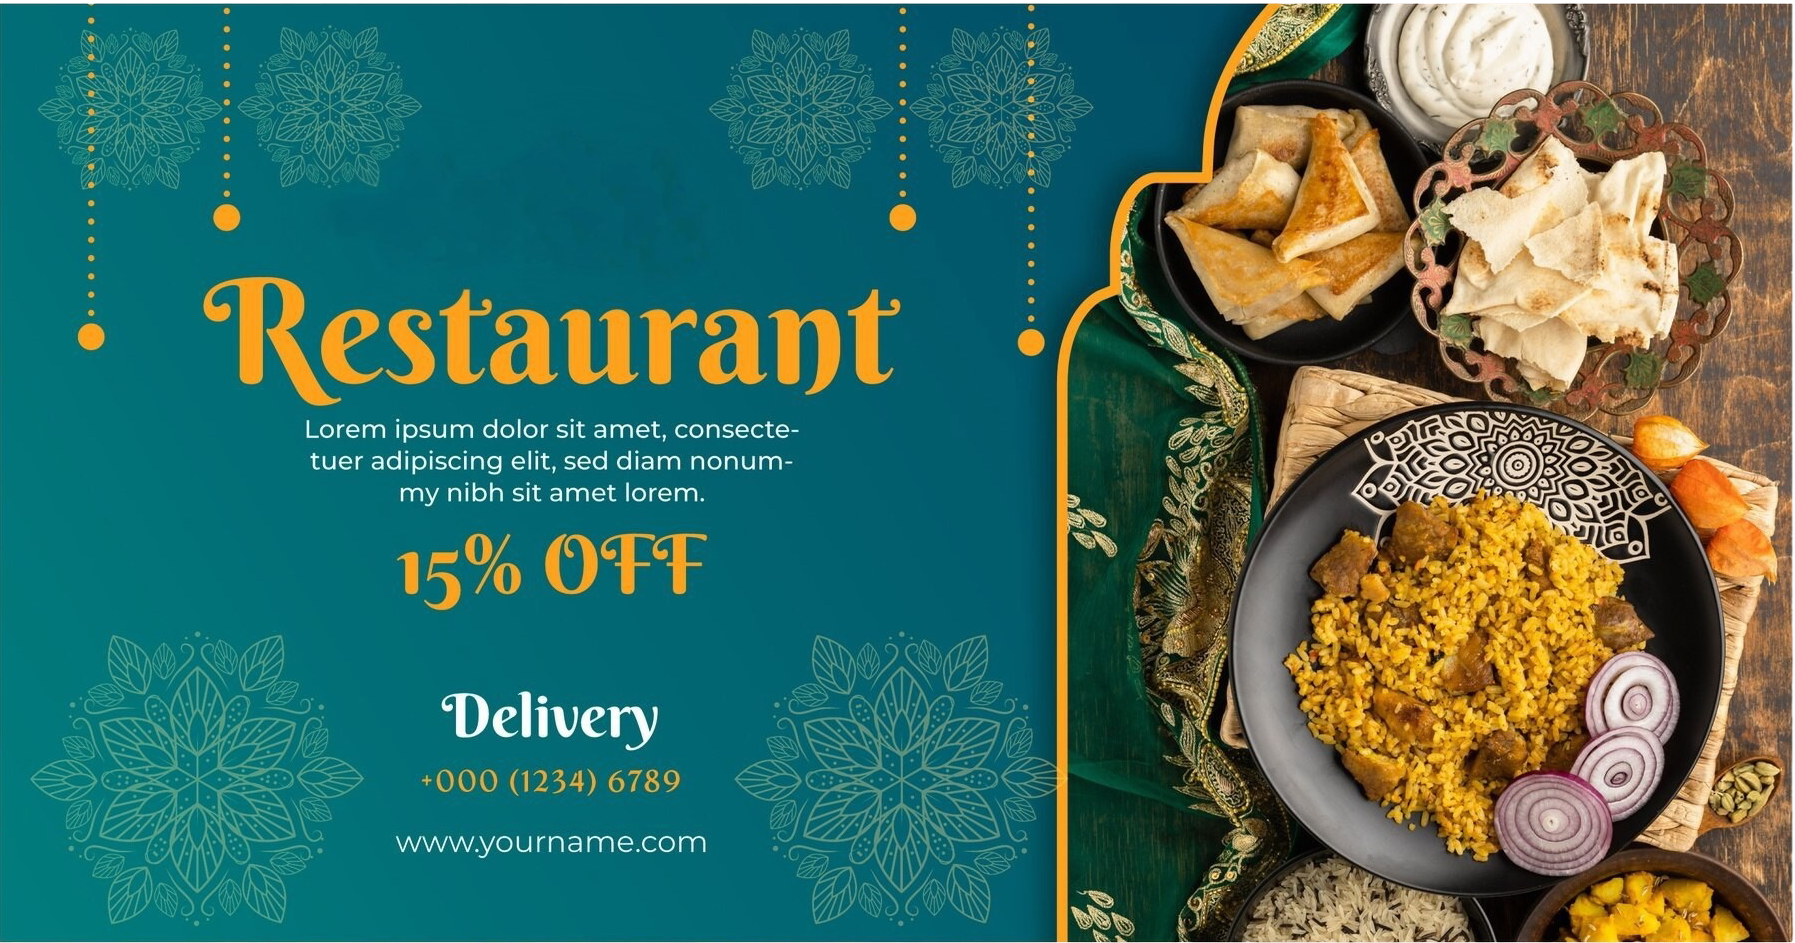 Restaurant
Lorem ipsum dolor sit amet, consecte-
tuer adipiscing elit, sed diam nonum-
my nibh sit amet lorem.
15% OFF
Delivery
+000 (1234) 6789
www.yourname.com